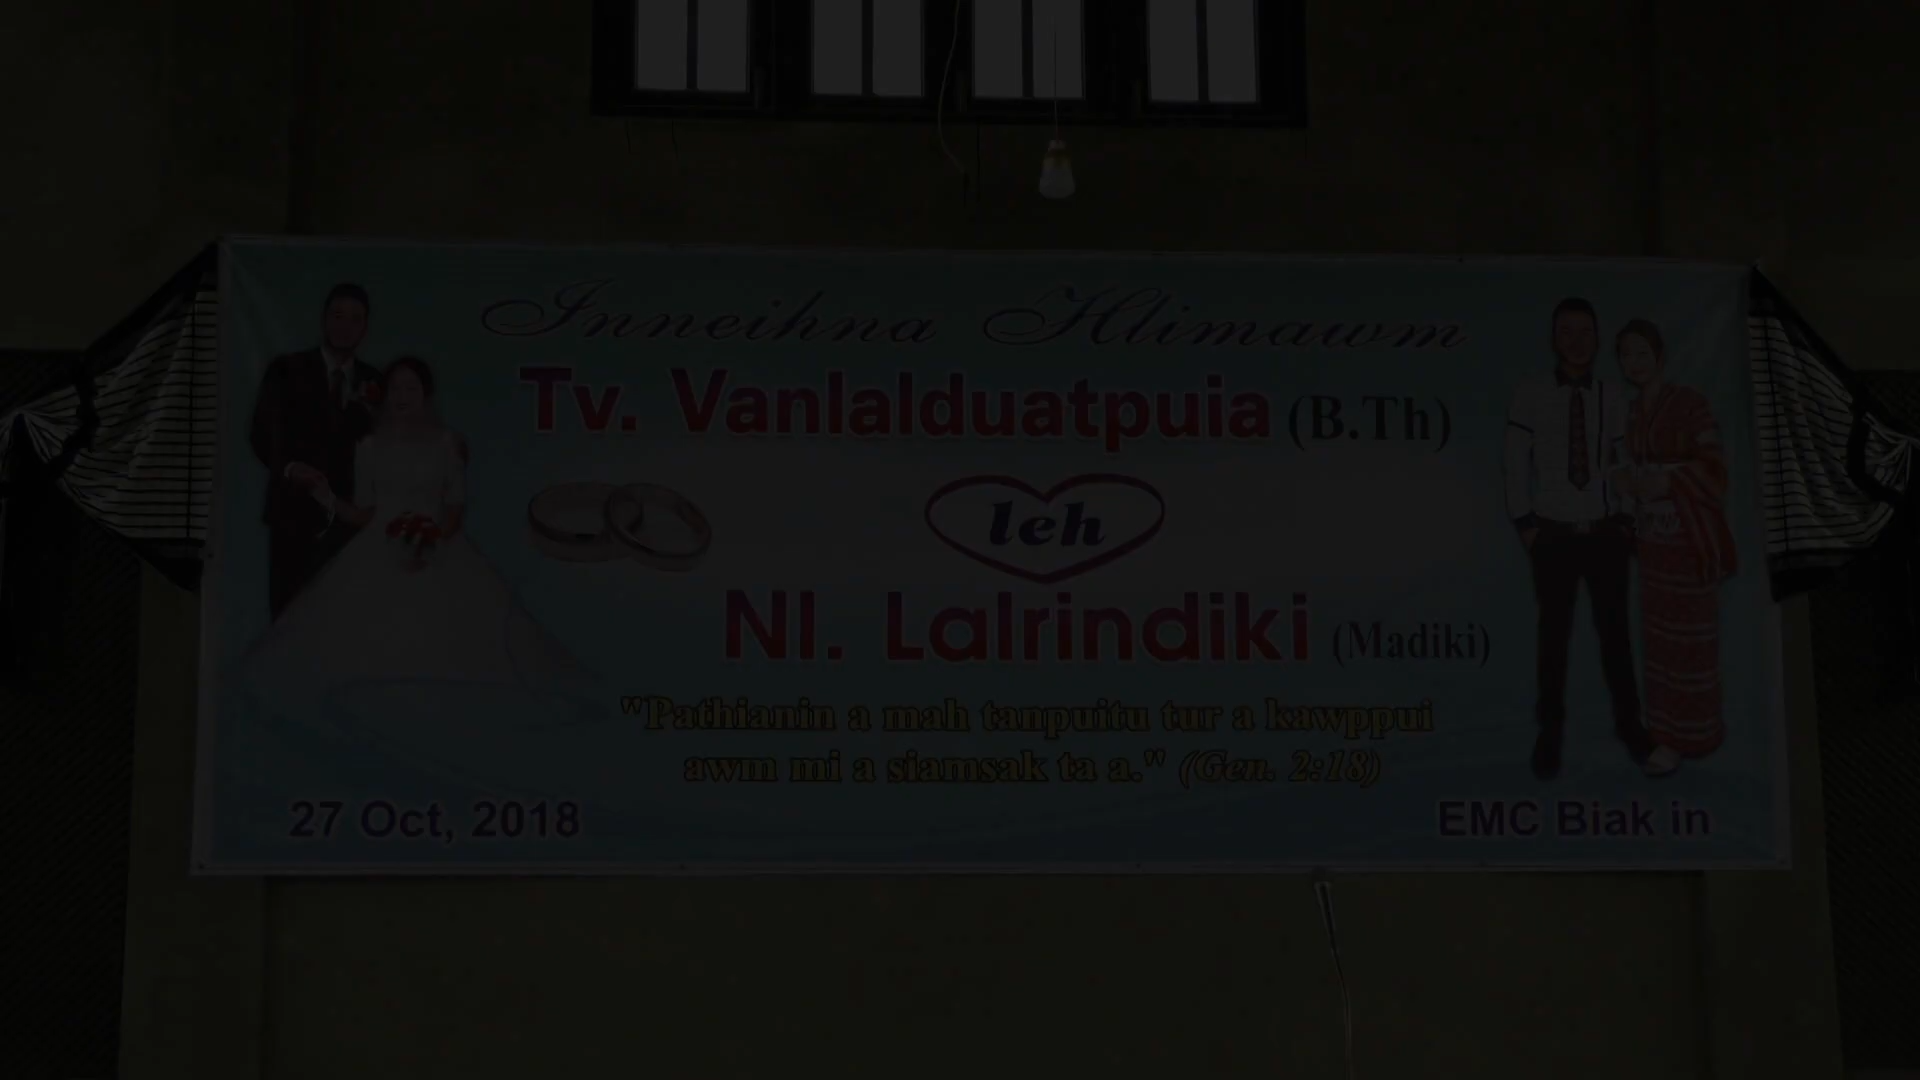 Inneihna Hlimawm
Tv. Vanlalduatpuia (B.Th)
leh
Nl. Lalrindiki (Madiki)
"Pathianin a mah tanpuitu tur a kawppui
awm mi a siamsak ta a." (Gen. 2:18)
27 Oct, 2018
EMC Biak in